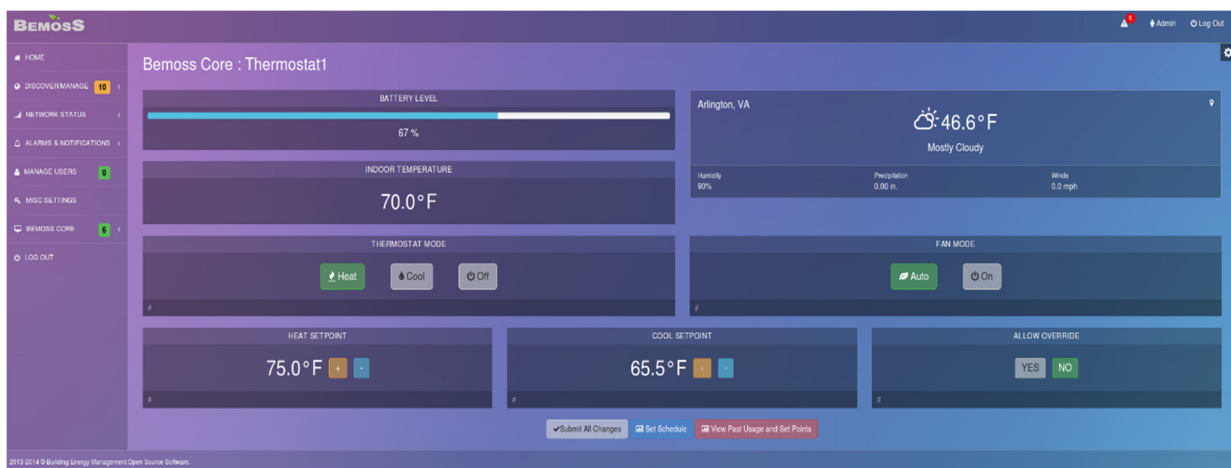 BEMOSS
6
Admin
Log Out
HOME
DISCOVER/MANAGE 10
NETWORK STATUS
ALARMS & NOTIFICATIONS
MANAGE USERS 0
MISC SETTINGS
BEMOSS CORE 6
LOG OUT
Bemoss Core : Thermostat1
BATTERY LEVEL
67 %
Arlington, VA
46.6°F
Mostly Cloudy
Humidity Precipitation Winds
90% 0.00 in. 0.0 mph
INDOOR TEMPERATURE
70.0°F
THERMOSTAT MODE
Heat Cool Off
#
FAN MODE
Auto On
#
HEAT SETPOINT
75.0°F + -
#
COOL SETPOINT
65.5°F + -
#
ALLOW OVERRIDE
YES NO
#
Submit All Changes Set Schedule View Past Usage and Set Points
2013-2014 © Building Energy Management Open Source Software.